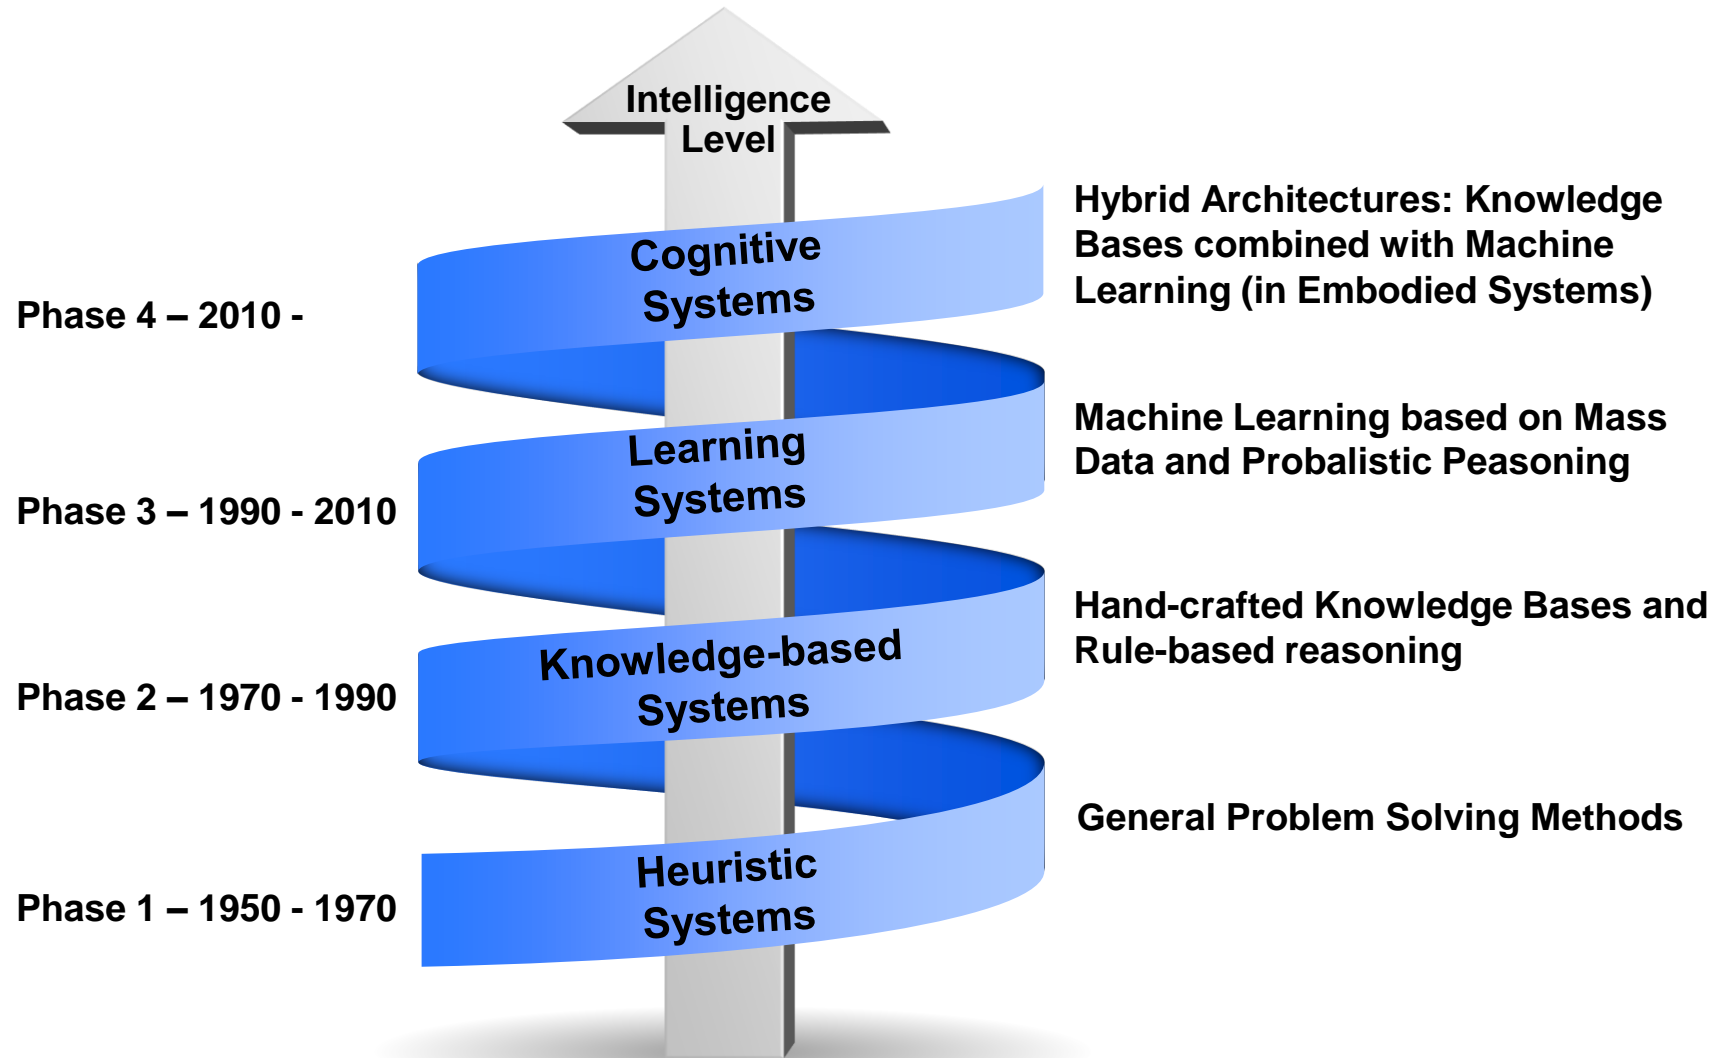 Intelligence
Level
Hybrid Architectures: Knowledge
Bases combined with Machine
Learning (in Embodied Systems)
Cognitive
Systems
Phase 4 – 2010 -
Machine Learning based on Mass
Data and Probalistic Peasoning
Learning
Systems
Phase 3 – 1990 - 2010
Hand-crafted Knowledge Bases and
Rule-based reasoning
Knowledge-based
Systems
Phase 2 – 1970 - 1990
General Problem Solving Methods
Heuristic
Systems
Phase 1 – 1950 - 1970